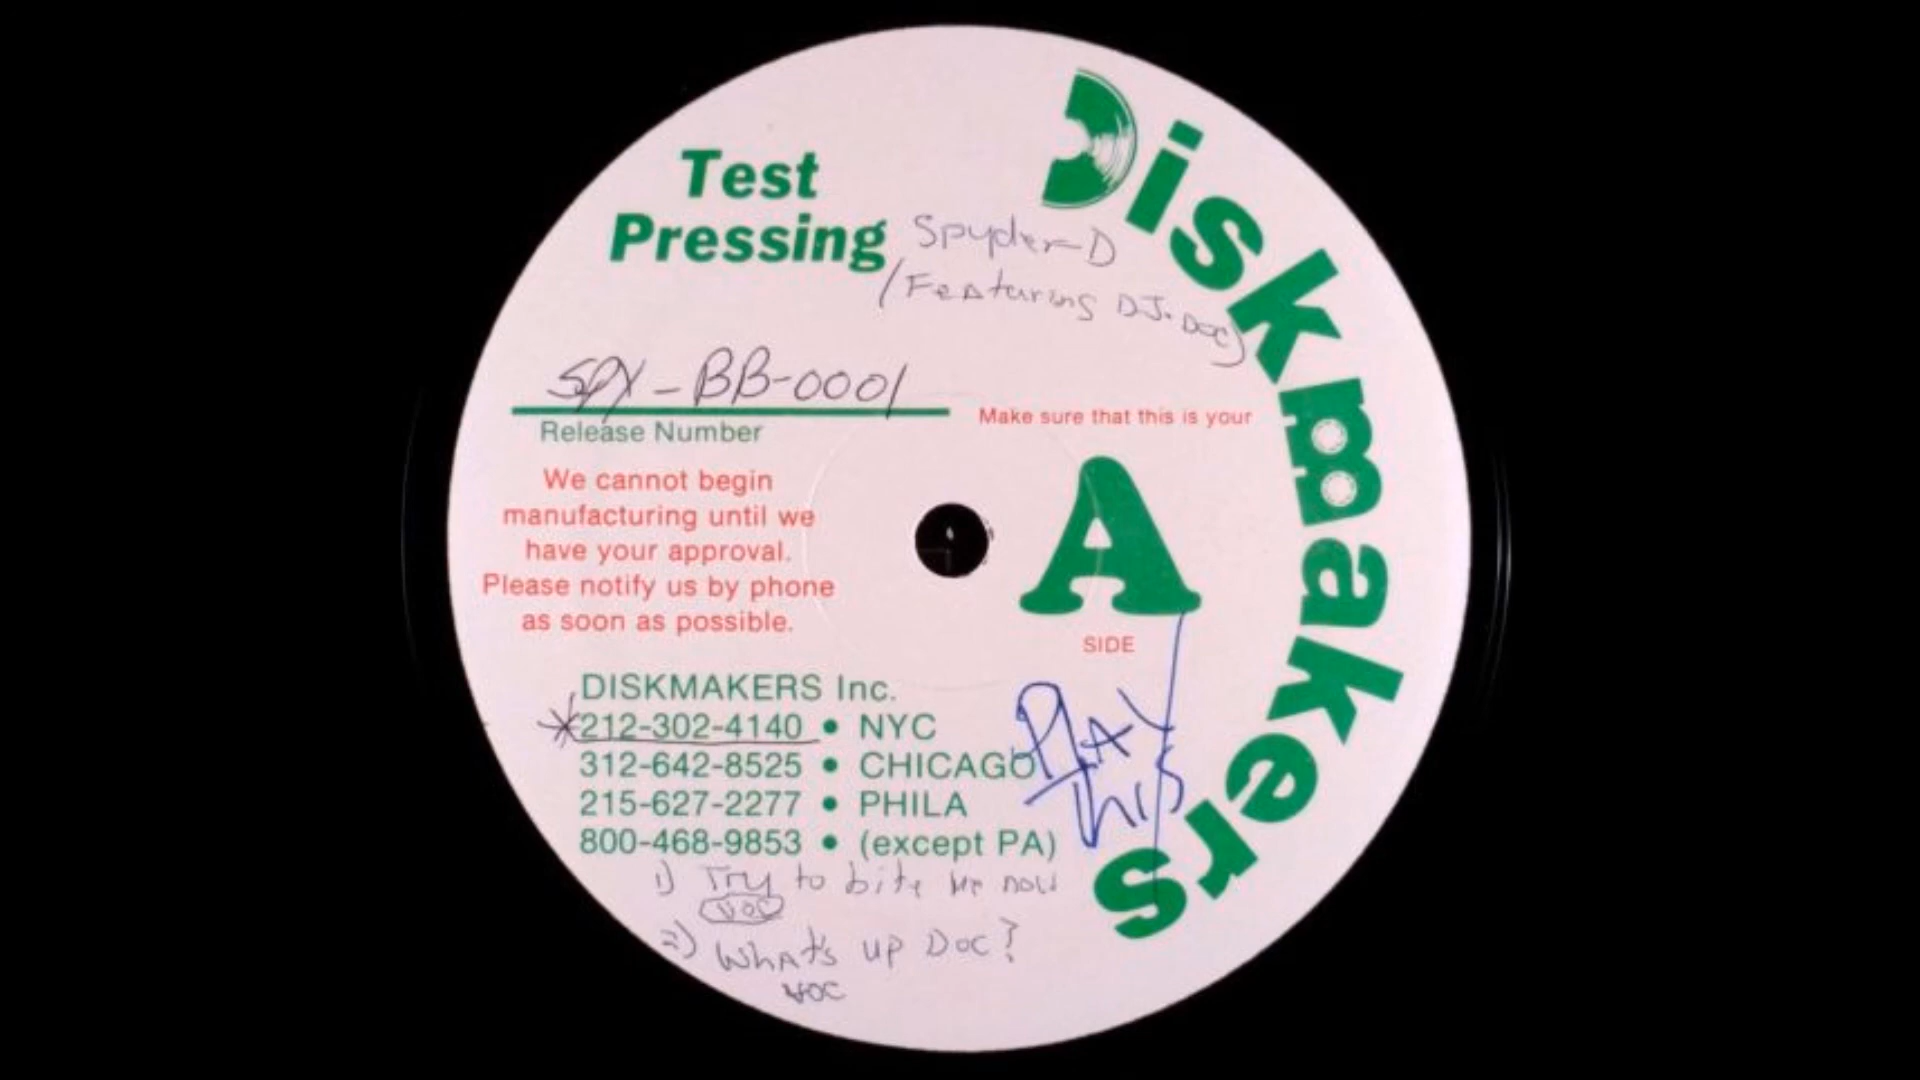 Diskmakers
Test
Pressing
Spyder-D
(Featuring DJ. Doc)
SPY-BB-0001
Release Number
Make sure that this is your
A
SIDE
We cannot begin
manufacturing until we
have your approval.
Please notify us by phone
as soon as possible.
DISKMAKERS Inc.
*212-302-4140 • NYC
312-642-8525 • CHICAGO
215-627-2277 • PHILA
800-468-9853 • (except PA)
PLAY
this
1) Try to bite me now
VOC
2) What's up Doc?
VOC